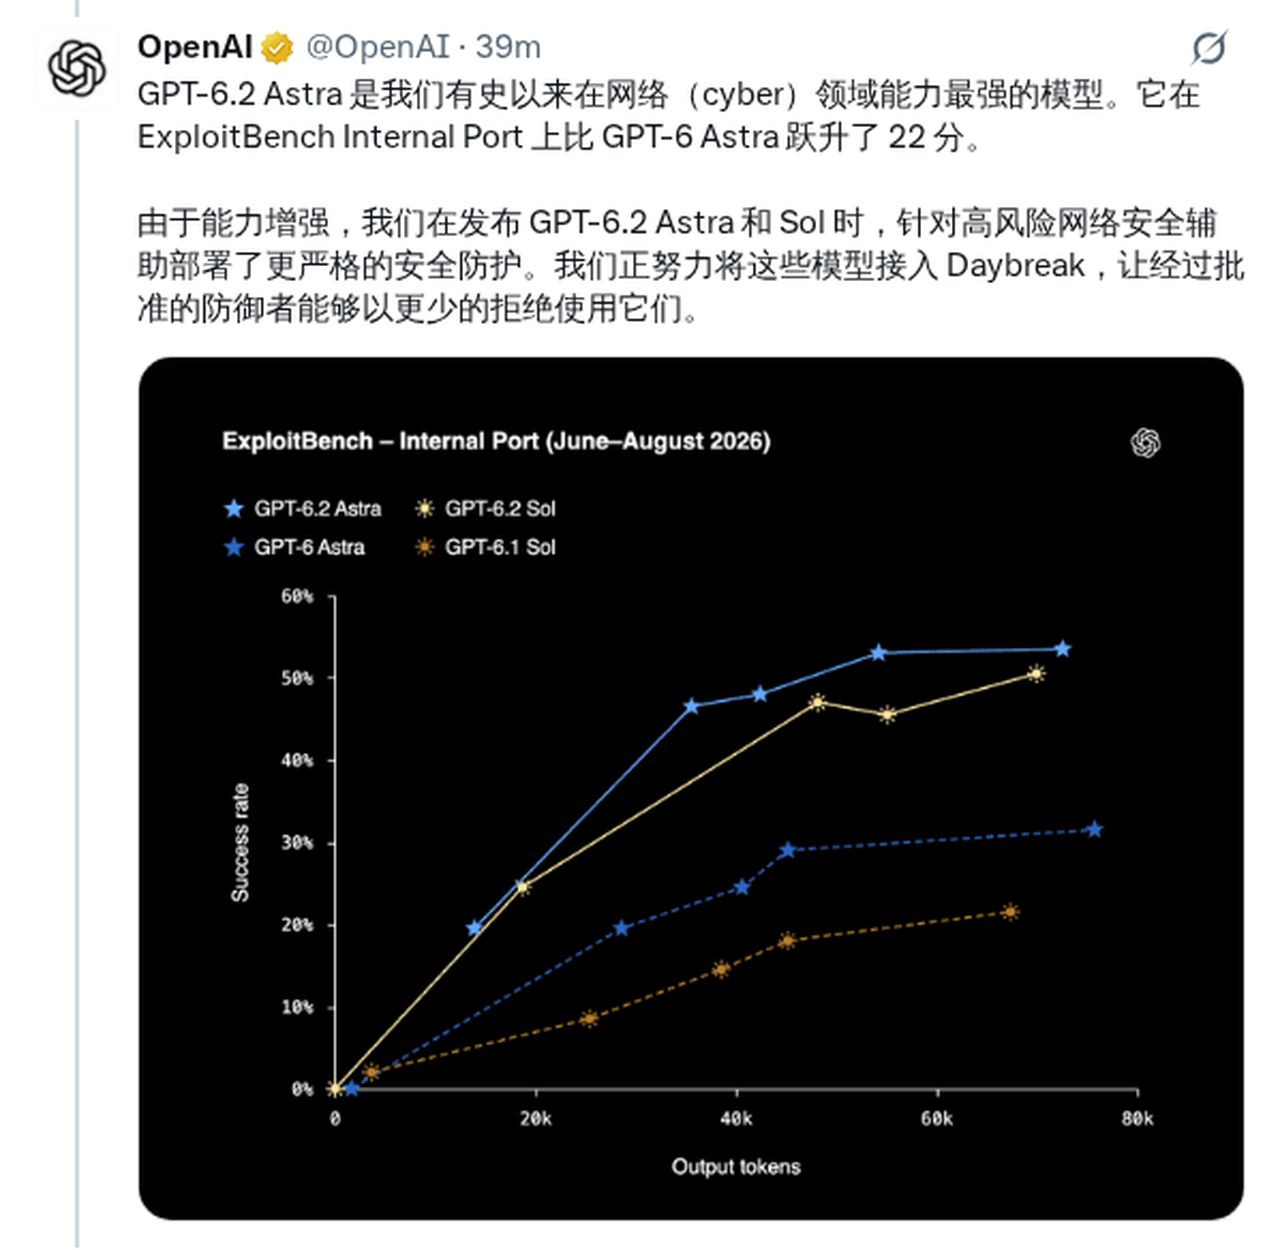 OpenAI @OpenAI · 39m
GPT-6.2 Astra 是我们有史以来在网络（cyber）领域能力最强的模型。它在
ExploitBench Internal Port 上比 GPT-6 Astra 跃升了 22 分。
由于能力增强，我们在发布 GPT-6.2 Astra 和 Sol 时，针对高风险网络安全辅
助部署了更严格的安全防护。我们正努力将这些模型接入 Daybreak，让经过批
准的防御者能够以更少的拒绝使用它们。
ExploitBench – Internal Port (June–August 2026)
GPT-6.2 Astra
GPT-6.2 Sol
GPT-6 Astra
GPT-6.1 Sol
60%
50%
40%
30%
20%
10%
0%
Success rate
0
20k
40k
60k
80k
Output tokens